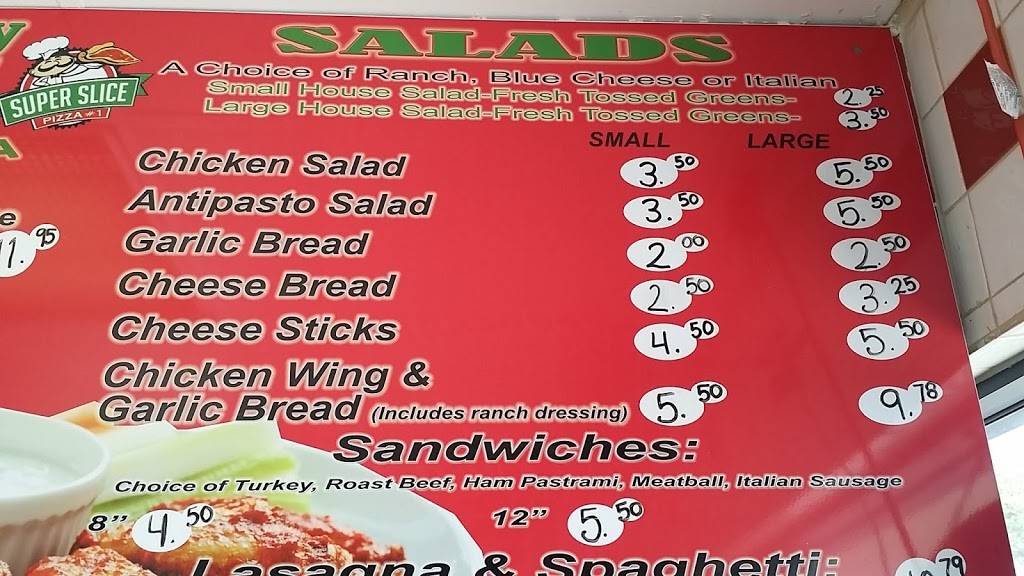 Y
SALADS
SUPER SLICE
PIZZA #1
A Choice of Ranch, Blue Cheese or Italian
Small House Salad-Fresh Tossed Greens- 2.25
Large House Salad-Fresh Tossed Greens- 3.50
A
SMALL LARGE
Chicken Salad 3.50 5.50
Antipasto Salad 3.50 5.50
e
11.95
Garlic Bread 2.00 2.50
Cheese Bread 2.50 3.25
Cheese Sticks 4.50 5.50
Chicken Wing &
Garlic Bread (Includes ranch dressing) 5.50 9.78
Sandwiches:
Choice of Turkey, Roast Beef, Ham Pastrami, Meatball, Italian Sausage
8” 4.50 12” 5.50
Lasagna & Spaghetti: